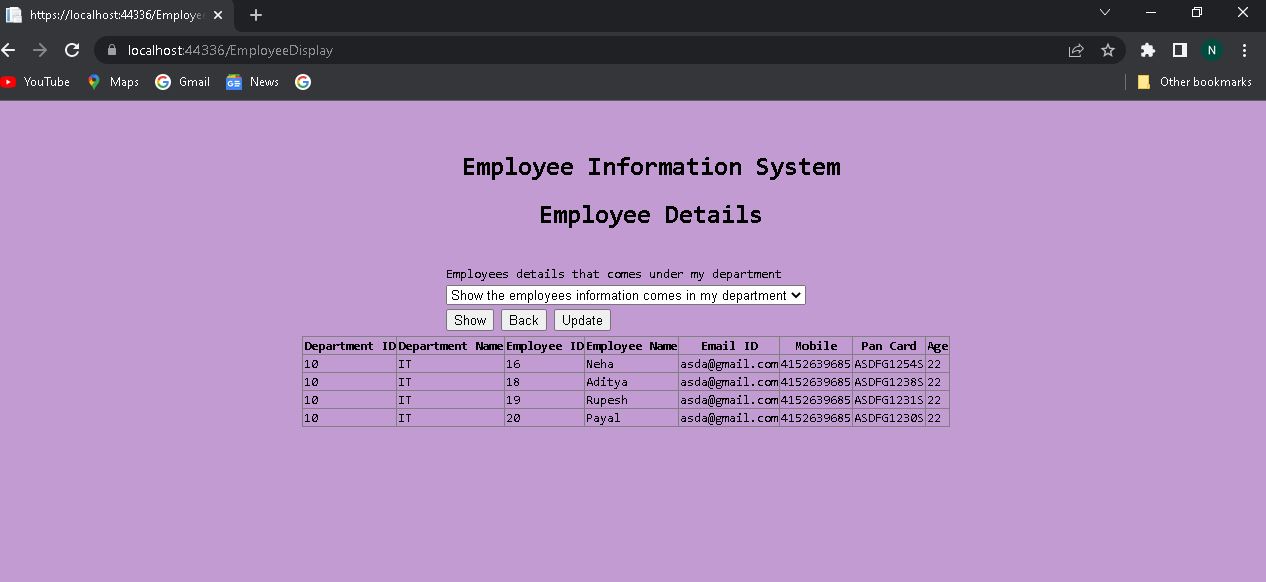 https://localhost:44336/Employee
localhost:44336/EmployeeDisplay
N
YouTube Maps Gmail GE News Other bookmarks
Employee Information System
Employee Details
Employees details that comes under my department
Show the employees information comes in my department
Show Back Update
Department ID Department Name Employee ID Employee Name Email ID Mobile Pan Card Age
10 IT 16 Neha asda@gmail.com 4152639685 ASDFG1254S 22
10 IT 18 Aditya asda@gmail.com 4152639685 ASDFG1238S 22
10 IT 19 Rupesh asda@gmail.com 4152639685 ASDFG1231S 22
10 IT 20 Payal asda@gmail.com 4152639685 ASDFG1230S 22